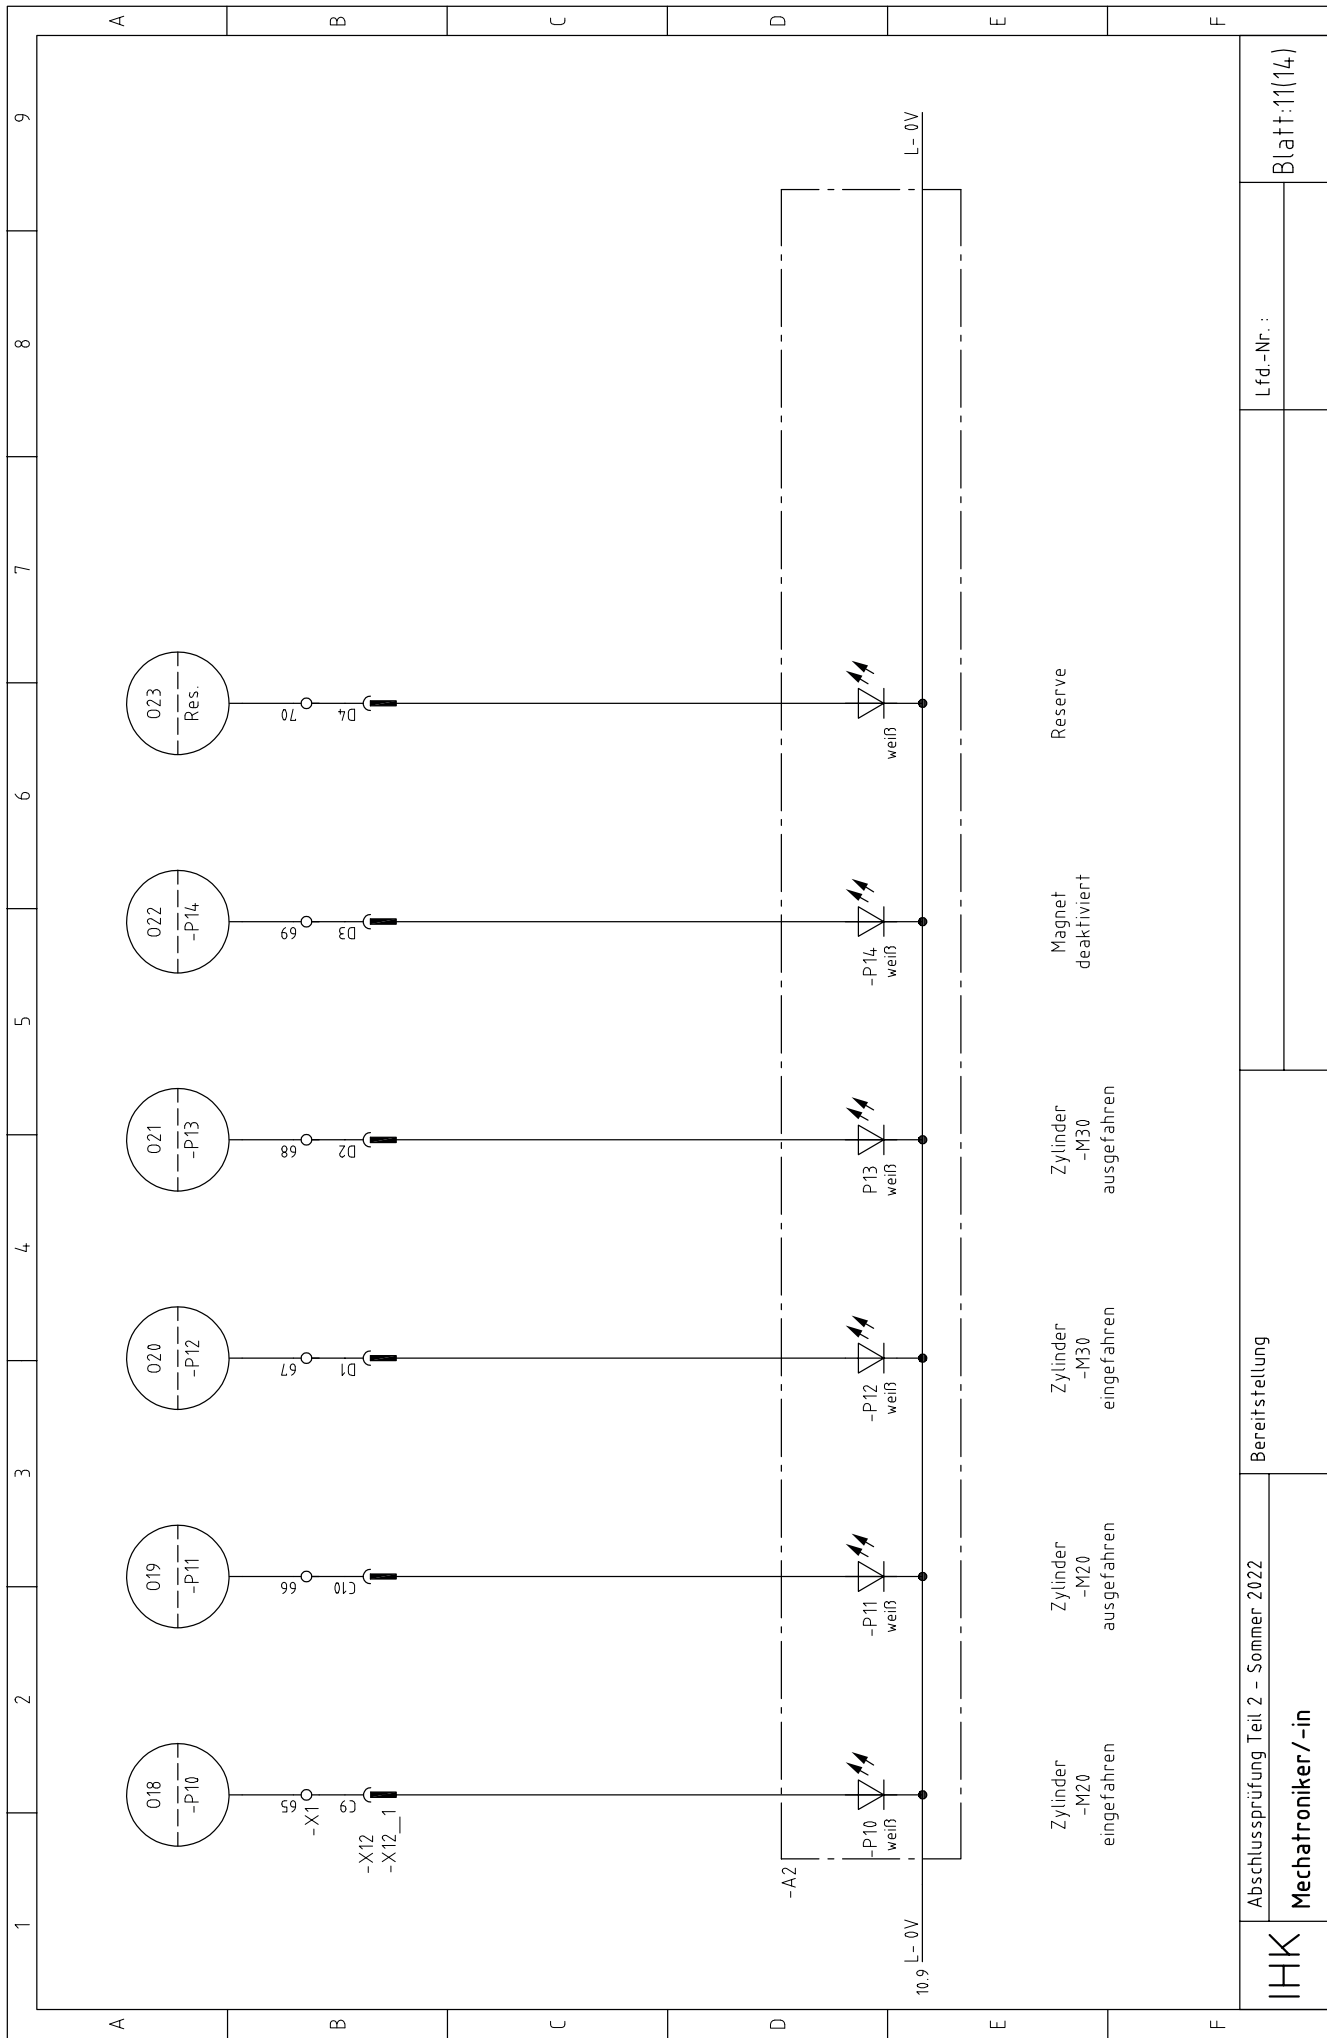 1 2 3 4 5 6 7 8 9
A
B
C
D
E
F
A
B
C
D
E
F
O18
-P10
O19
-P11
O20
-P12
O21
-P13
O22
-P14
O23
Res.
65
66
67
68
69
70
-X1
C9
C10
D1
D2
D3
D4
-X12
-X12__1
-A2
-P10
weiß
-P11
weiß
-P12
weiß
P13
weiß
-P14
weiß
weiß
10.9
L- 0V
L- 0V
Zylinder
-M20
eingefahren
Zylinder
-M20
ausgefahren
Zylinder
-M30
eingefahren
Zylinder
-M30
ausgefahren
Magnet
deaktiviert
Reserve
IHK
Abschlussprüfung Teil 2 - Sommer 2022
Mechatroniker/-in
Bereitstellung
Lfd.-Nr. :
Blatt:11(14)